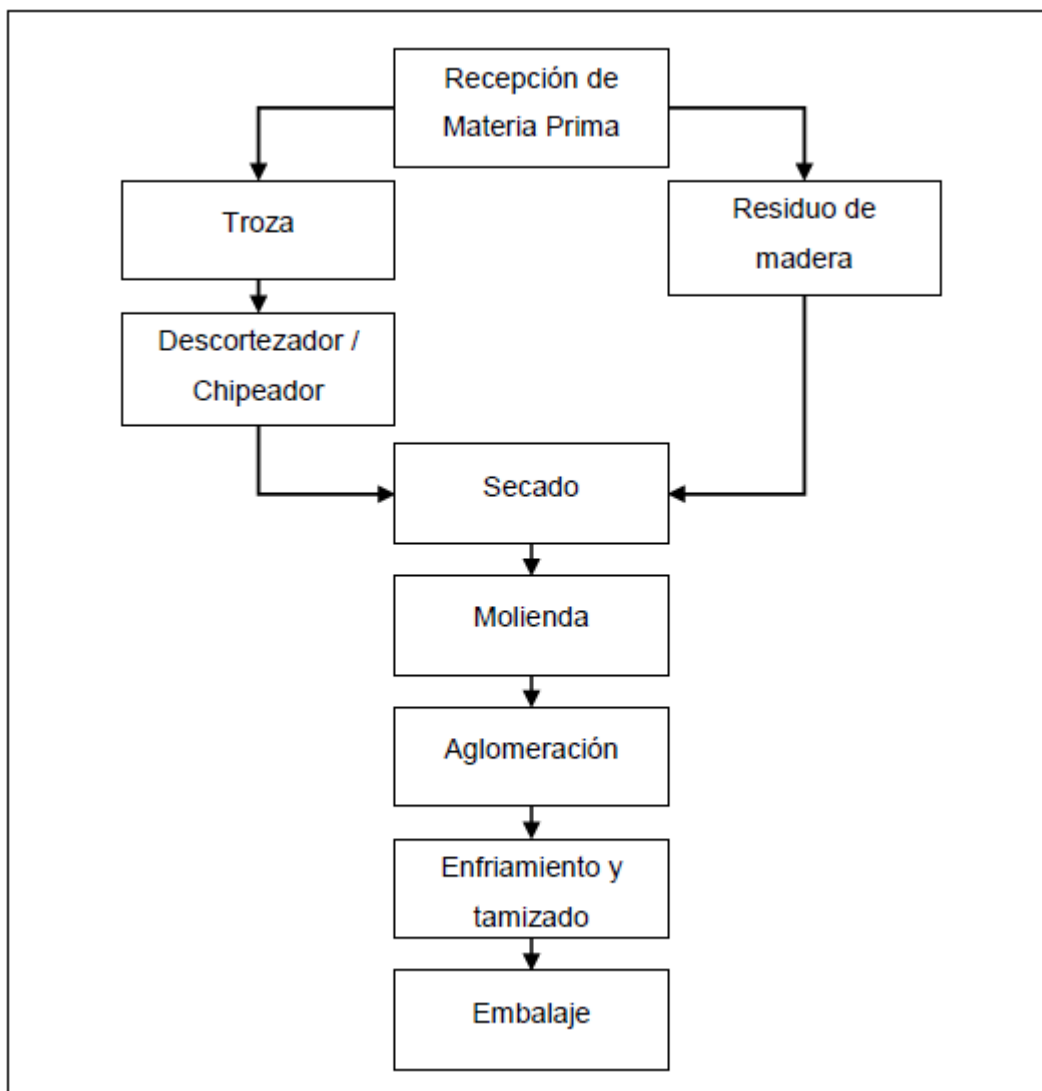 Recepción de
Materia Prima
Troza
Residuo de
madera
Descortezador /
Chipeador
Secado
Molienda
Aglomeración
Enfriamiento y
tamizado
Embalaje